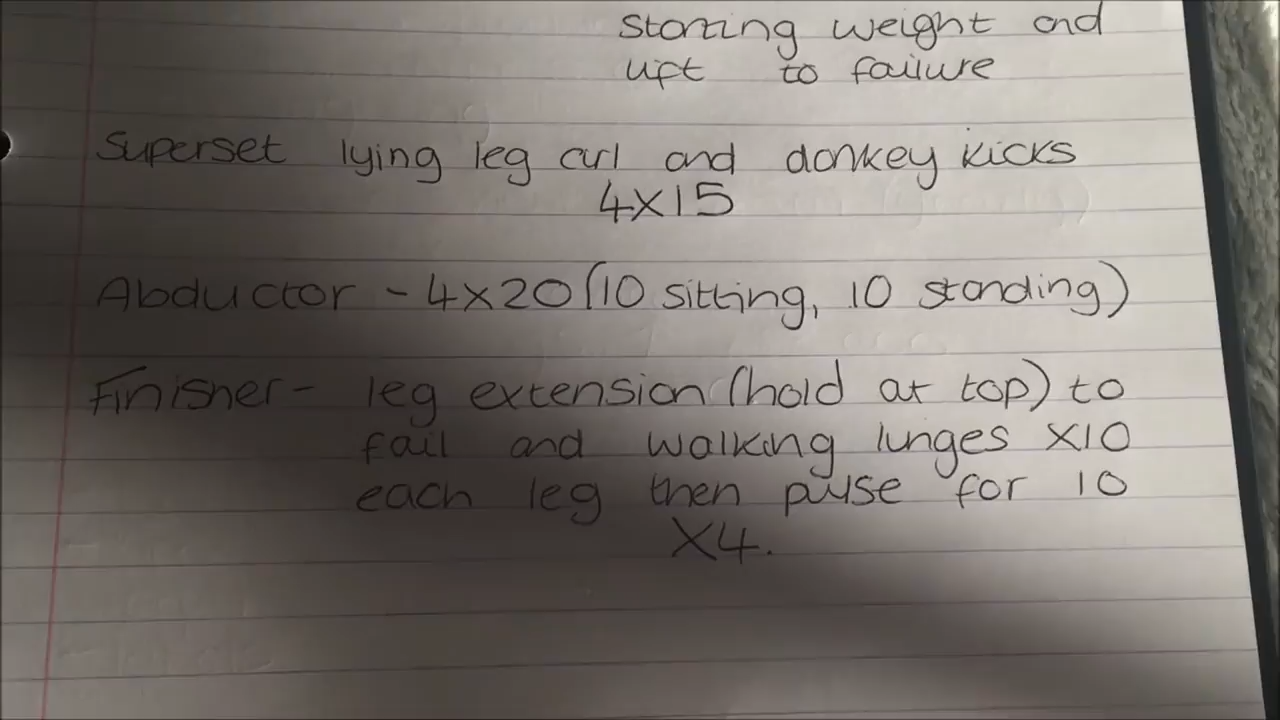 Starting weight and
lift to failure
Superset lying leg curl and donkey kicks
4X15
Abductor - 4x20 (10 sitting, 10 standing)
Finisher - leg extension (hold at top) to
fail and walking lunges X10
each leg then pulse for 10
X4.